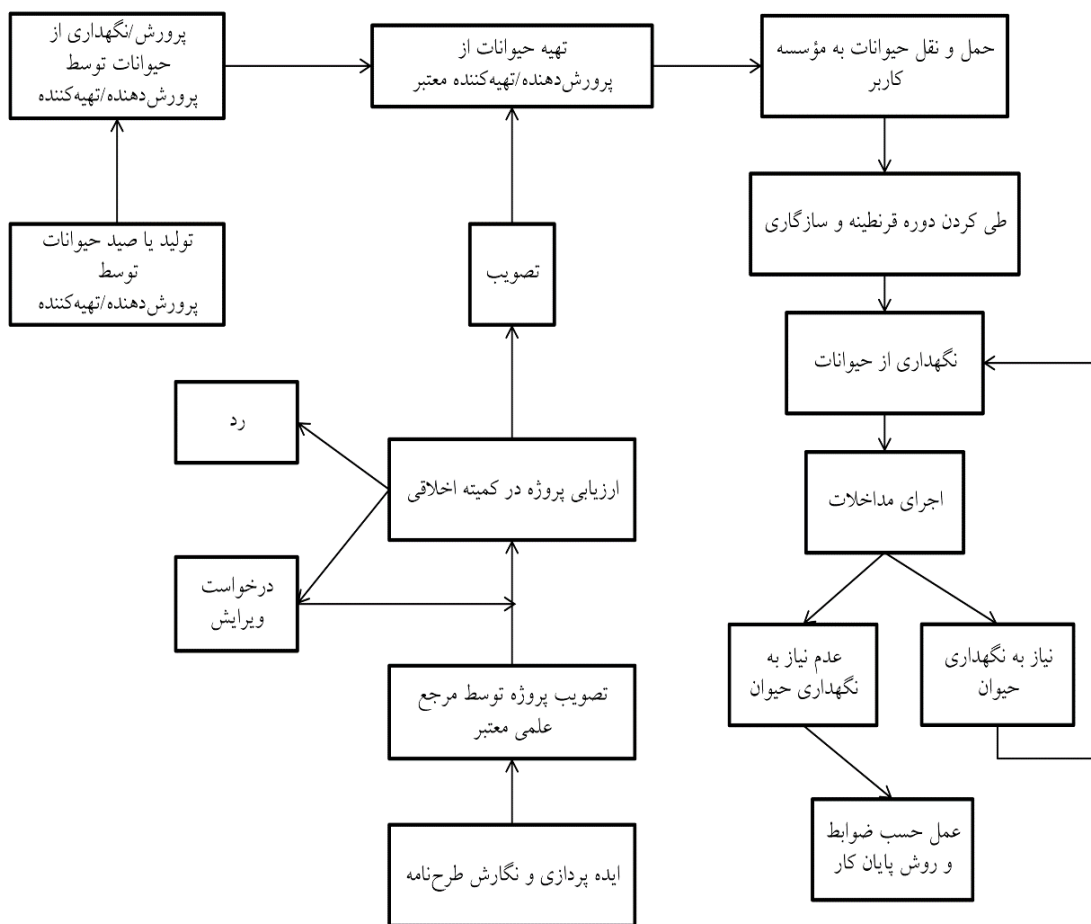 پرورش/نگهداری از
حیوانات توسط
پرورش‌دهنده/تهیه‌کننده
تهیه حیوانات از
پرورش‌دهنده/تهیه‌کننده معتبر
حمل و نقل حیوانات به مؤسسه
کاربر
طی کردن دوره قرنطینه و سازگاری
تولید یا صید حیوانات
توسط
پرورش‌دهنده/تهیه‌کننده
تصویب
نگهداری از حیوانات
رد
ارزیابی پروژه در کمیته اخلاقی
اجرای مداخلات
درخواست
ویرایش
عدم نیاز به
نگهداری حیوان
نیاز به نگهداری
حیوان
تصویب پروژه توسط مرجع
علمی معتبر
عمل حسب ضوابط
و روش پایان کار
ایده پردازی و نگارش طرح‌نامه